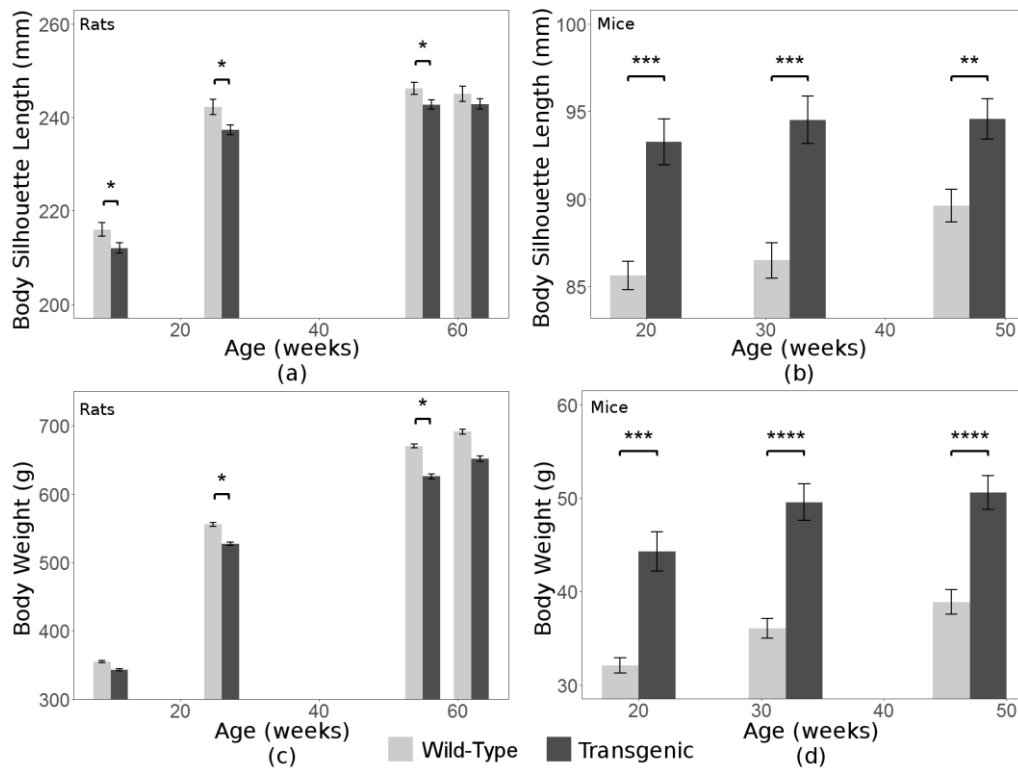 Rats
Body Silhouette Length (mm)
260
240
220
200
*
*
*
20
40
60
Age (weeks)
(a)
Mice
Body Silhouette Length (mm)
100
95
90
85
***
***
**
20
30
40
50
Age (weeks)
(b)
Rats
Body Weight (g)
700
600
500
400
300
*
*
20
40
60
Age (weeks)
(c)
Mice
Body Weight (g)
60
50
40
30
***
****
****
20
30
40
50
Age (weeks)
(d)
Wild-Type
Transgenic